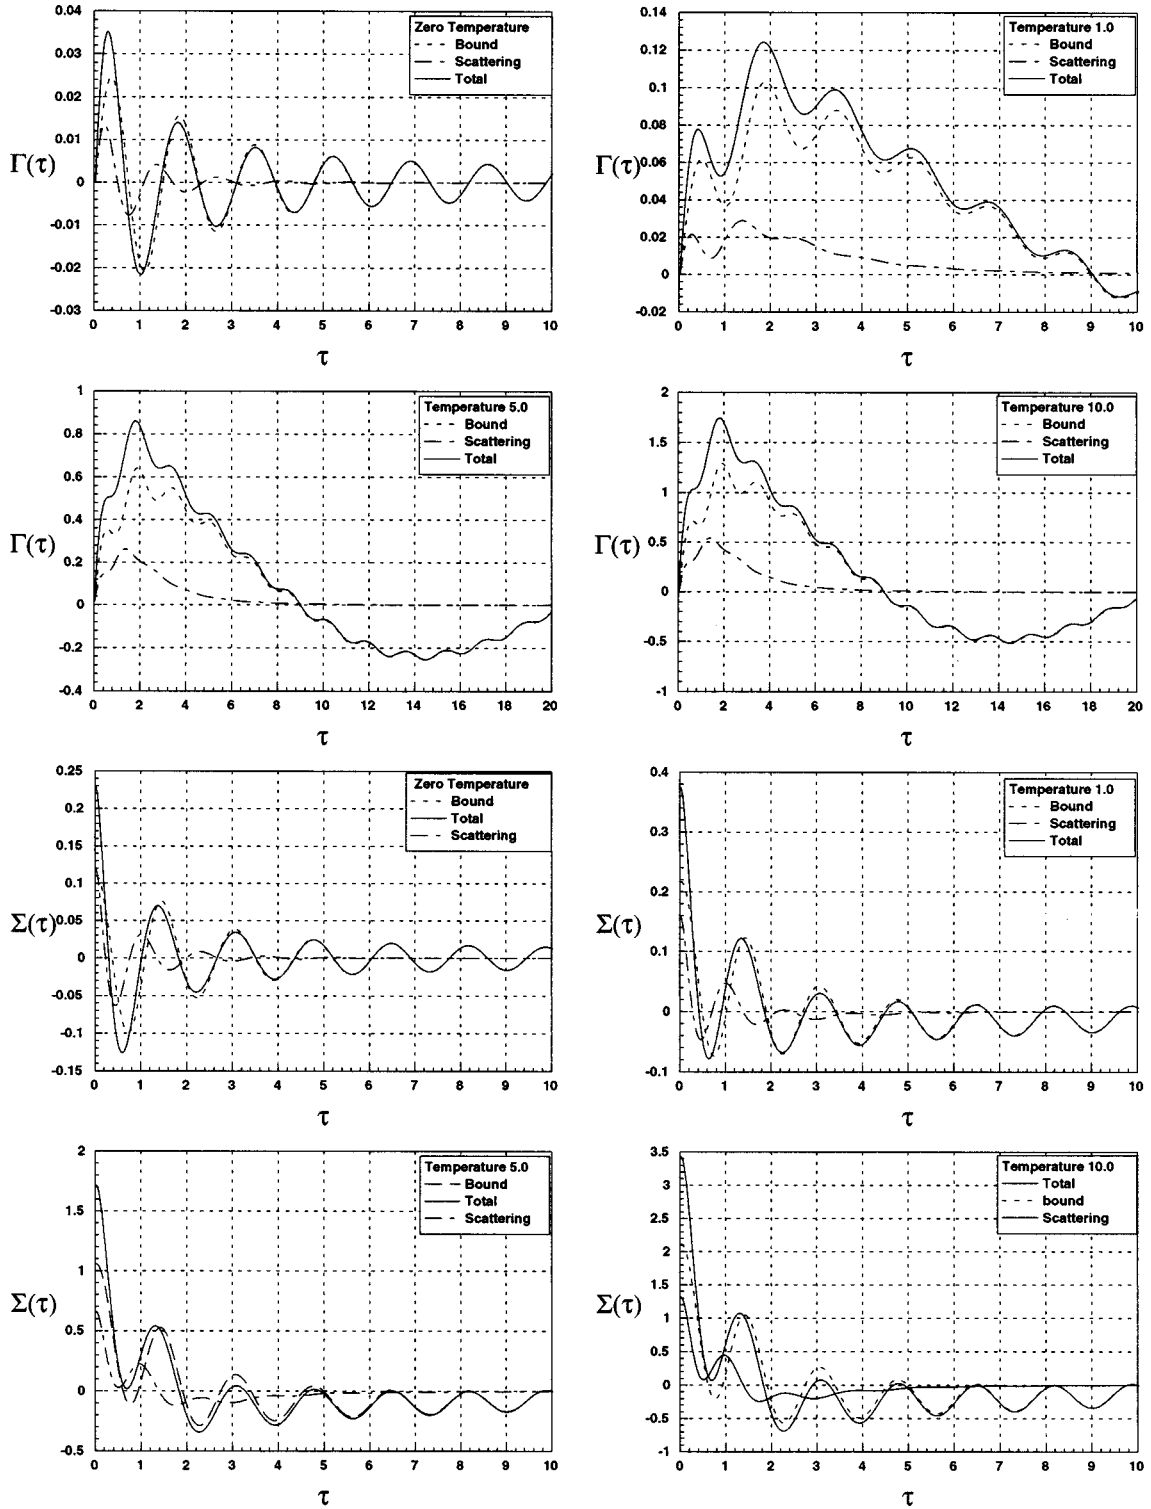 Zero Temperature
Bound
Scattering
Total
0.04
0.03
0.02
0.01
0
-0.01
-0.02
-0.03
Γ(τ)
0 1 2 3 4 5 6 7 8 9 10
τ
Temperature 1.0
Bound
Scattering
Total
0.14
0.12
0.1
0.08
0.06
0.04
0.02
0
-0.02
Γ(τ)
0 1 2 3 4 5 6 7 8 9 10
τ
Temperature 5.0
Bound
Scattering
Total
1
0.8
0.6
0.4
0.2
0
-0.2
-0.4
Γ(τ)
0 2 4 6 8 10 12 14 16 18 20
τ
Temperature 10.0
Bound
Scattering
Total
2
1.5
1
0.5
0
-0.5
-1
Γ(τ)
0 2 4 6 8 10 12 14 16 18 20
τ
Zero Temperature
Bound
Total
Scattering
0.25
0.2
0.15
0.1
0.05
0
-0.05
-0.1
-0.15
Σ(τ)
0 1 2 3 4 5 6 7 8 9 10
τ
Temperature 1.0
Bound
Scattering
Total
0.4
0.3
0.2
0.1
0
-0.1
Σ(τ)
0 1 2 3 4 5 6 7 8 9 10
τ
Temperature 5.0
Bound
Total
Scattering
2
1.5
1
0.5
0
-0.5
Σ(τ)
0 1 2 3 4 5 6 7 8 9 10
τ
Temperature 10.0
Total
bound
Scattering
3.5
3
2.5
2
1.5
1
0.5
0
-0.5
-1
Σ(τ)
0 1 2 3 4 5 6 7 8 9 10
τ